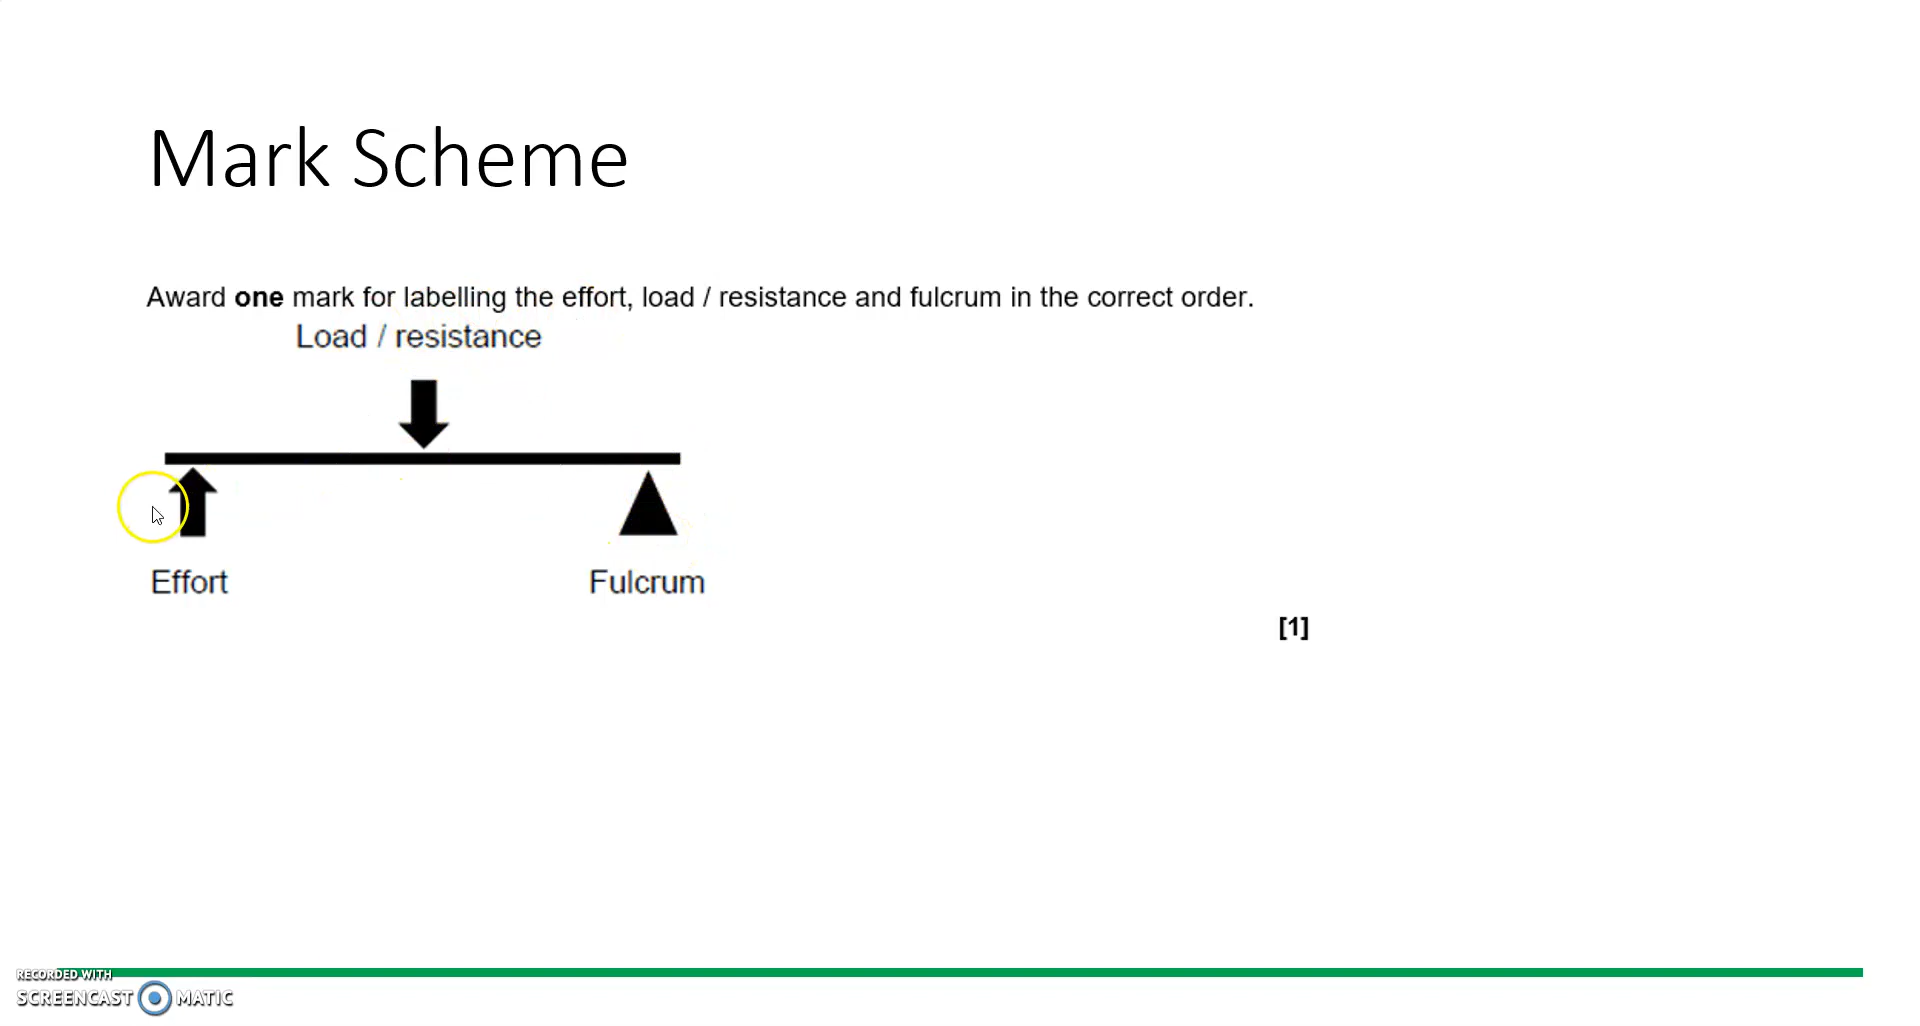 Mark Scheme
Award one mark for labelling the effort, load / resistance and fulcrum in the correct order.
Load / resistance
Effort
Fulcrum
[1]
RECORDED WITH
SCREENCAST MATIC